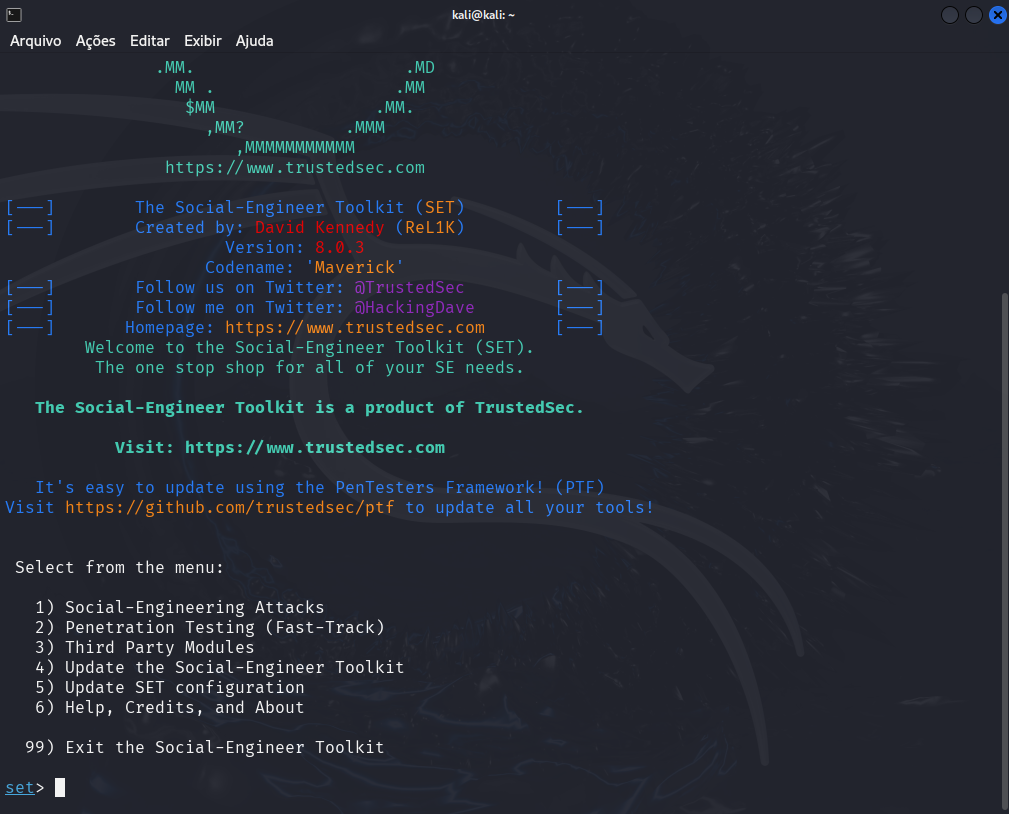 kali@kali: ~
Arquivo Ações Editar Exibir Ajuda
.MM. .MD
MM . .MM
$MM .MM.
,MM? .MMM
,MMMMMMMMMMM
https://www.trustedsec.com
[---] The Social-Engineer Toolkit (SET) [---]
[---] Created by: David Kennedy (ReL1K) [---]
Version: 8.0.3
Codename: 'Maverick'
[---] Follow us on Twitter: @TrustedSec [---]
[---] Follow me on Twitter: @HackingDave [---]
[---] Homepage: https://www.trustedsec.com [---]
Welcome to the Social-Engineer Toolkit (SET).
The one stop shop for all of your SE needs.
The Social-Engineer Toolkit is a product of TrustedSec.
Visit: https://www.trustedsec.com
It's easy to update using the PenTesters Framework! (PTF)
Visit https://github.com/trustedsec/ptf to update all your tools!
Select from the menu:
1) Social-Engineering Attacks
2) Penetration Testing (Fast-Track)
3) Third Party Modules
4) Update the Social-Engineer Toolkit
5) Update SET configuration
6) Help, Credits, and About
99) Exit the Social-Engineer Toolkit
set>